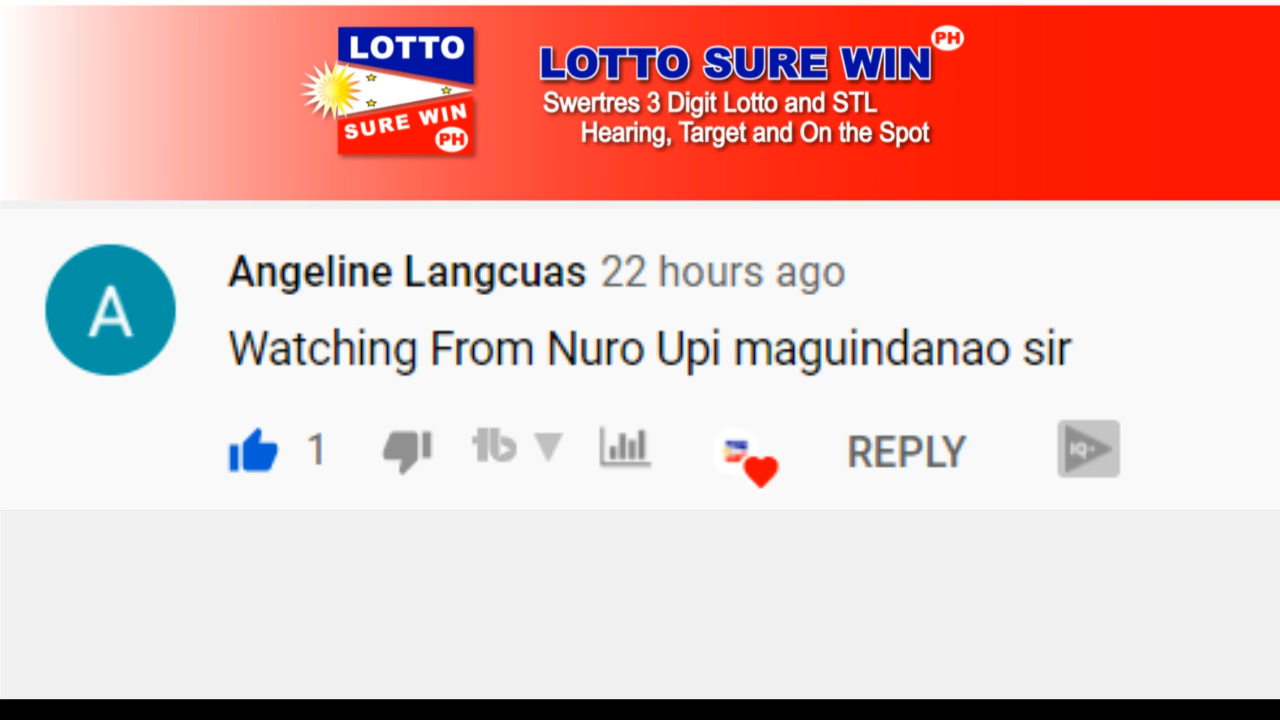 LOTTO
SURE WIN
PH
LOTTO SURE WIN PH
Swertres 3 Digit Lotto and STL
Hearing, Target and On the Spot
A
Angeline Langcuas 22 hours ago
Watching From Nuro Upi maguindanao sir
1 REPLY IQ